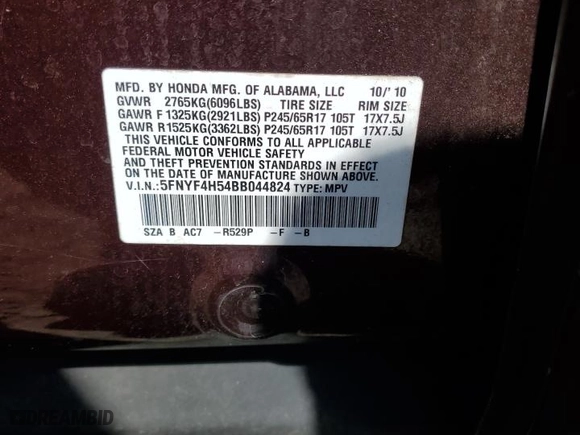 MFD. BY HONDA MFG. OF ALABAMA, LLC 10/'10
GVWR 2765KG(6096LBS) TIRE SIZE RIM SIZE
GAWR F 1325KG(2921LBS) P245/65R17 105T 17X7.5J
GAWR R 1525KG(3362LBS) P245/65R17 105T 17X7.5J
THIS VEHICLE CONFORMS TO ALL APPLICABLE
FEDERAL MOTOR VEHICLE SAFETY
AND THEFT PREVENTION STANDARDS IN EFFECT
ON THE DATE OF MANUFACTURE SHOWN ABOVE.
V.I.N.: 5FNYF4H54BB044824 TYPE: MPV
SZA B AC7 -R529P -F -B
DREAMBID